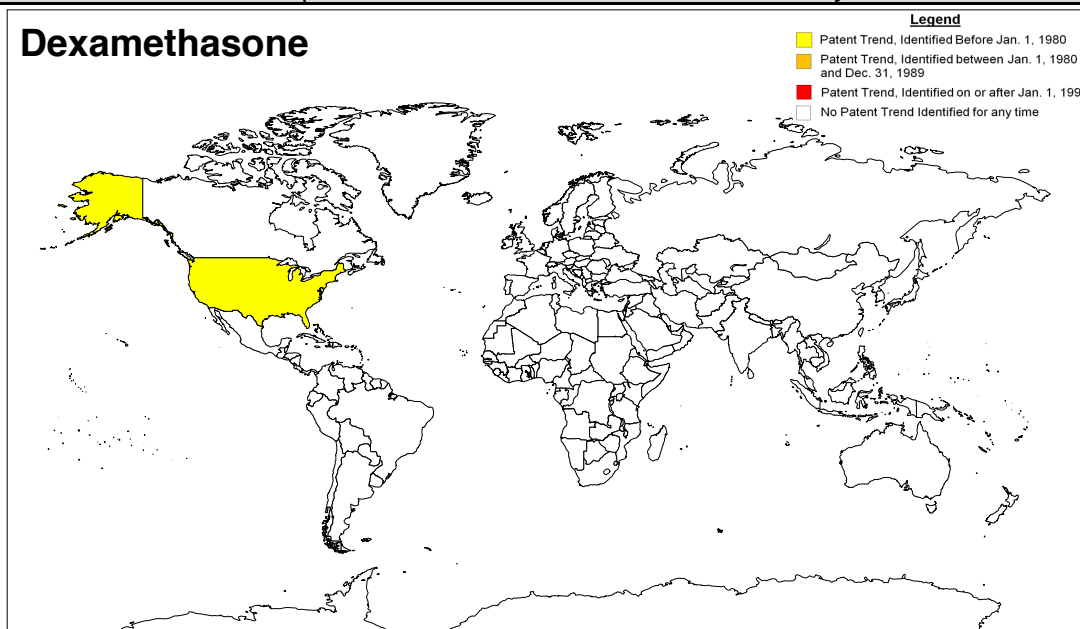 Legend
Dexamethasone
Patent Trend, Identified Before Jan. 1, 1980
Patent Trend, Identified between Jan. 1, 1980
and Dec. 31, 1989
Patent Trend, Identified on or after Jan. 1, 199
No Patent Trend Identified for any time